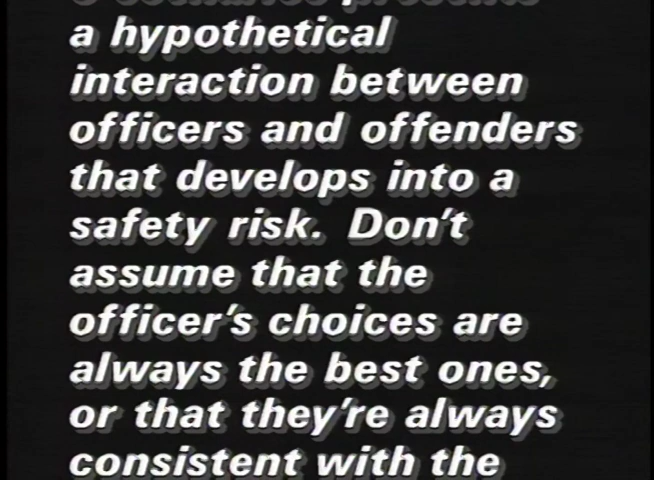 a hypothetical
interaction between
officers and offenders
that develops into a
safety risk.  Don't
assume that the
officer's choices are
always the best ones,
or that they're always
consistent with the